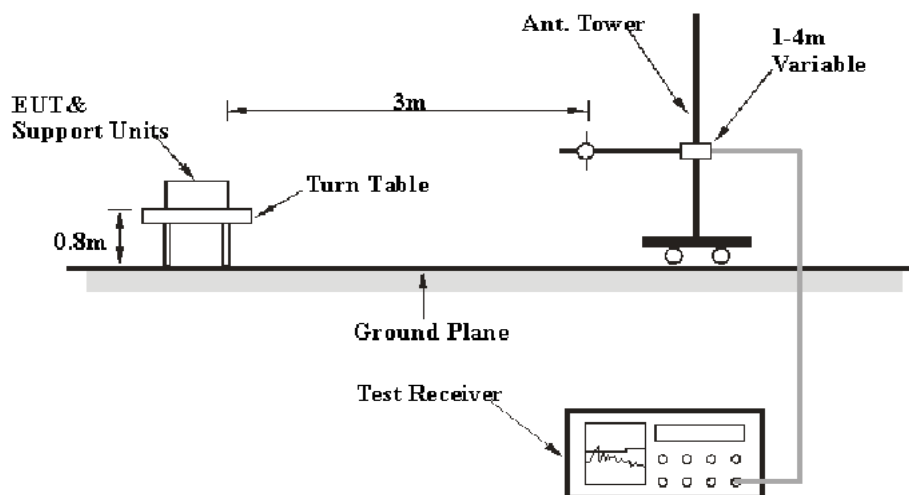 Ant. Tower
1-4m
Variable
EUT&
Support Units
3m
Turn Table
0.8m
Ground Plane
Test Receiver